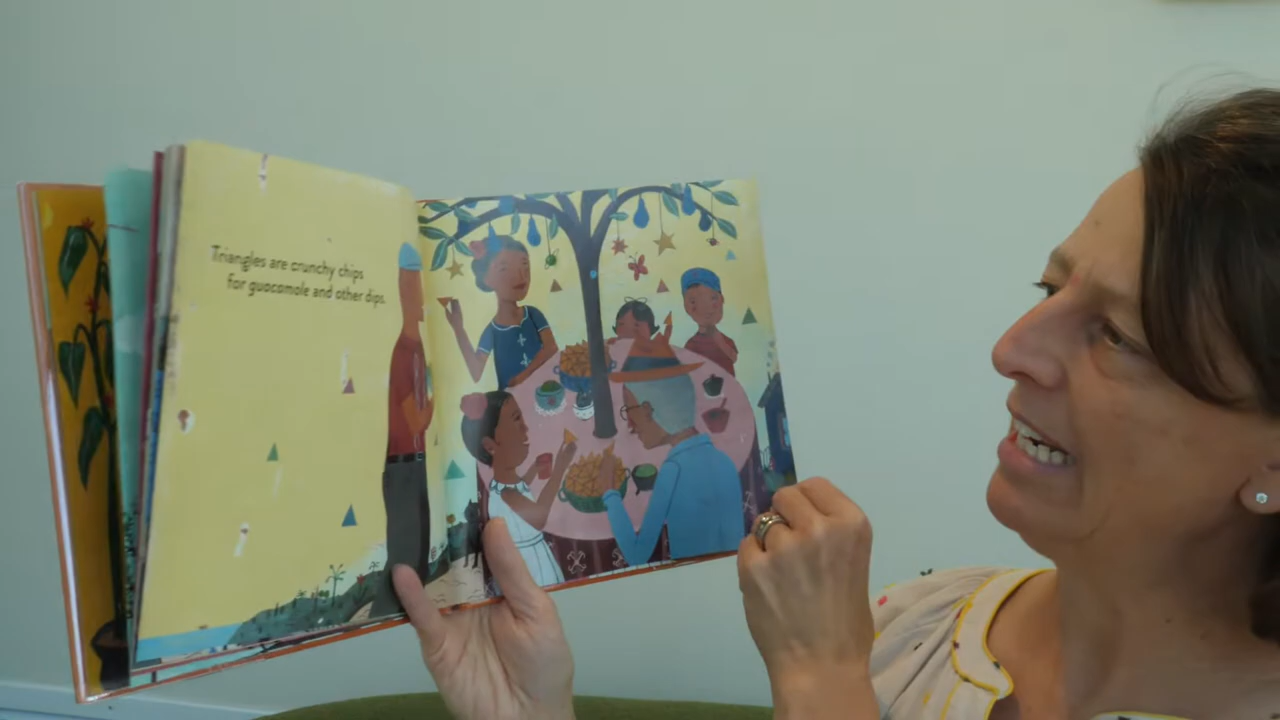 Triangles are crunchy chips
for guacamole and other dips.